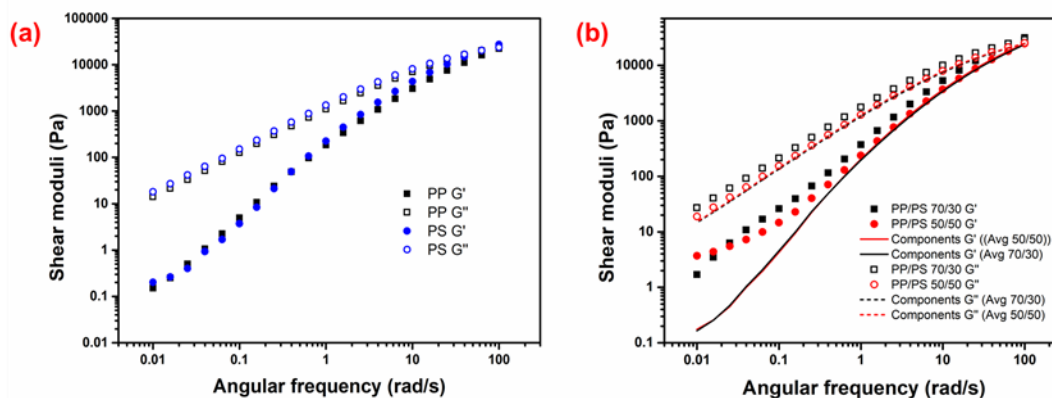 (a)
Shear moduli (Pa)
100000
10000
1000
100
10
1
0.1
0.01
0.01
0.1
1
10
100
Angular frequency (rad/s)
PP G'
PP G"
PS G'
PS G"
(b)
Shear moduli (Pa)
10000
1000
100
10
1
0.1
0.01
0.1
1
10
100
Angular frequency (rad/s)
PP/PS 70/30 G'
PP/PS 50/50 G'
Components G' ((Avg 50/50))
Components G' (Avg 70/30)
PP/PS 70/30 G"
PP/PS 50/50 G"
Components G" (Avg 70/30)
Components G" (Avg 50/50)